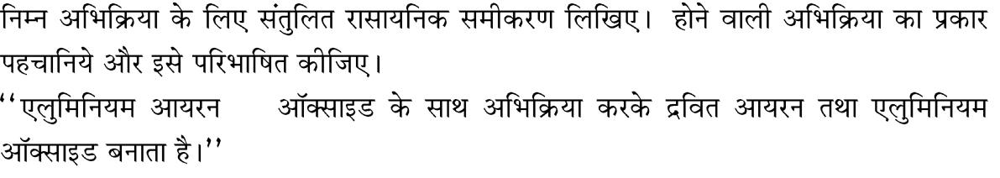 निम्न अभिक्रिया के लिए संतुलित रासायनिक समीकरण लिखिए। होने वाली अभिक्रिया का प्रकार
पहचानिये और इसे परिभाषित कीजिए।
‘‘एलुमिनियम आयरन ऑक्साइड के साथ अभिक्रिया करके द्रवित आयरन तथा एलुमिनियम
ऑक्साइड बनाता है।’’